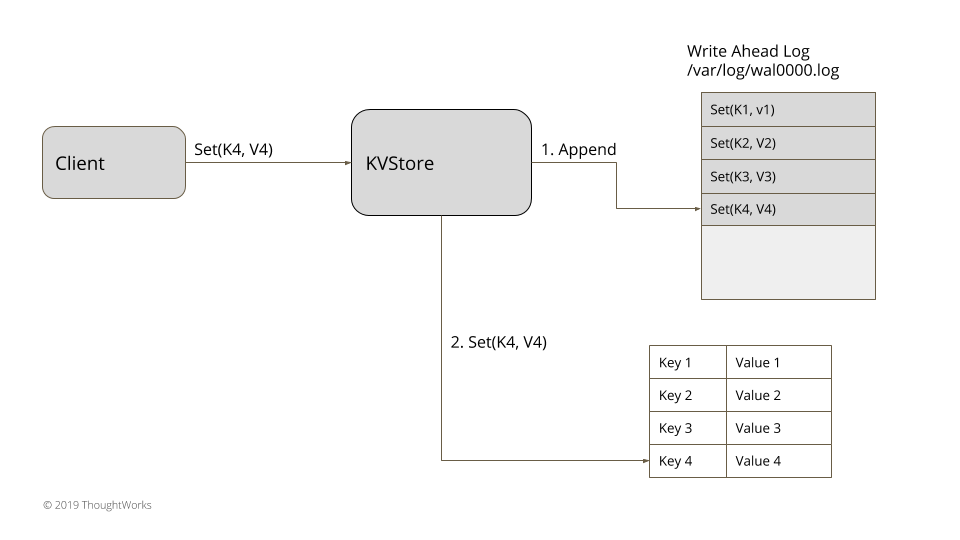 Write Ahead Log
/var/log/wal0000.log
Set(K1, v1)
Set(K2, V2)
Set(K3, V3)
Set(K4, V4)
Client
Set(K4, V4)
KVStore
1. Append
2. Set(K4, V4)
Key 1 Value 1
Key 2 Value 2
Key 3 Value 3
Key 4 Value 4
© 2019 ThoughtWorks